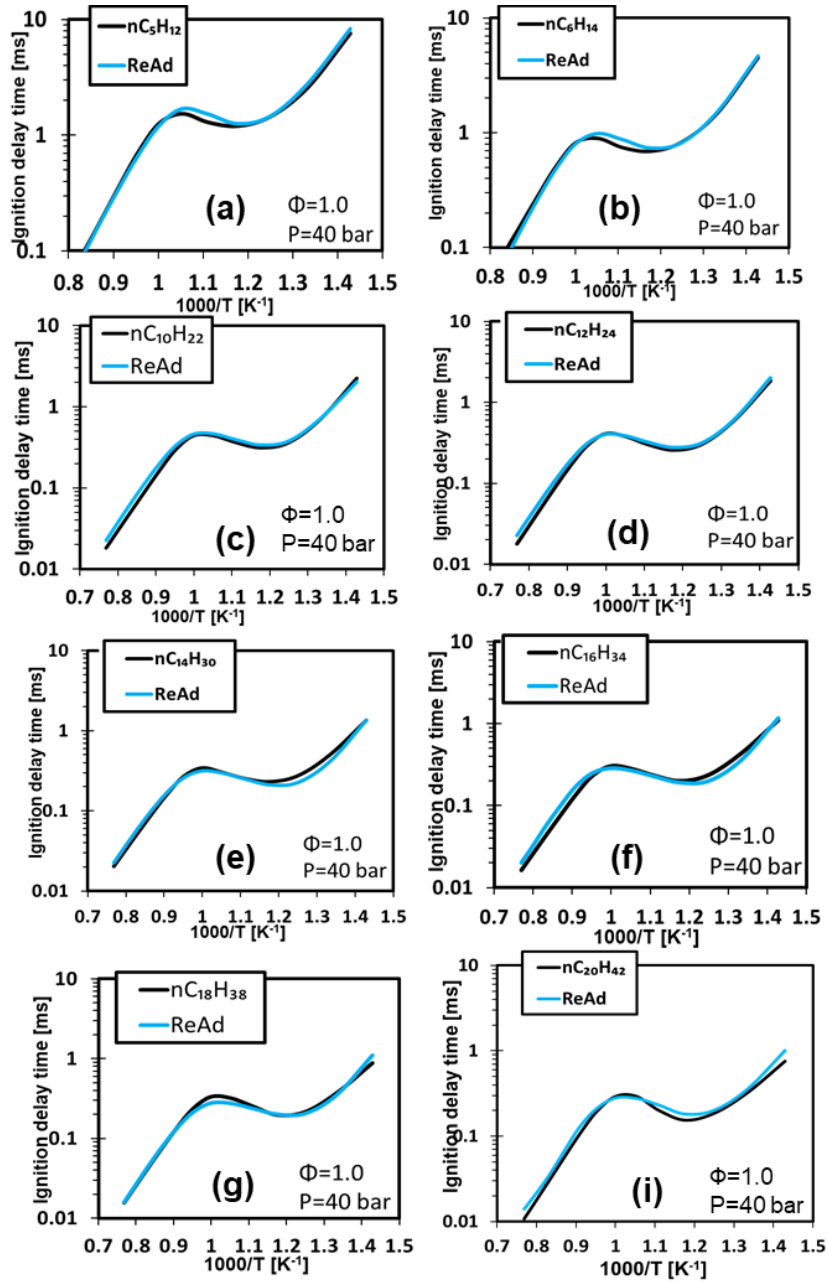 nC₅H₁₂
ReAd
Ignition delay time [ms]
10
1
0.1
(a)
Φ=1.0
P=40 bar
0.8 0.9 1 1.1 1.2 1.3 1.4 1.5
1000/T [K⁻¹]
nC₆H₁₄
ReAd
Ignition delay time [ms]
10
1
0.1
(b)
Φ=1.0
P=40 bar
0.8 0.9 1 1.1 1.2 1.3 1.4 1.5
1000/T [K⁻¹]
nC₁₀H₂₂
ReAd
Ignition delay time [ms]
10
1
0.1
0.01
(c)
Φ=1.0
P=40 bar
0.7 0.8 0.9 1 1.1 1.2 1.3 1.4 1.5
1000/T [K⁻¹]
nC₁₂H₂₄
ReAd
Ignition delay time [ms]
10
1
0.1
0.01
(d)
Φ=1.0
P=40 bar
0.7 0.8 0.9 1 1.1 1.2 1.3 1.4 1.5
1000/T [K⁻¹]
nC₁₄H₃₀
ReAd
Ignition delay time [ms]
10
1
0.1
0.01
(e)
Φ=1.0
P=40 bar
0.7 0.8 0.9 1 1.1 1.2 1.3 1.4 1.5
1000/T [K⁻¹]
nC₁₆H₃₄
ReAd
Ignition delay time [ms]
10
1
0.1
0.01
(f)
Φ=1.0
P=40 bar
0.7 0.8 0.9 1 1.1 1.2 1.3 1.4 1.5
1000/T [K⁻¹]
nC₁₈H₃₈
ReAd
Ignition delay time [ms]
10
1
0.1
0.01
(g)
Φ=1.0
P=40 bar
0.7 0.8 0.9 1 1.1 1.2 1.3 1.4 1.5
1000/T [K⁻¹]
nC₂₀H₄₂
ReAd
Ignition delay time [ms]
10
1
0.1
0.01
(i)
Φ=1.0
P=40 bar
0.7 0.8 0.9 1 1.1 1.2 1.3 1.4 1.5
1000/T [K⁻¹]